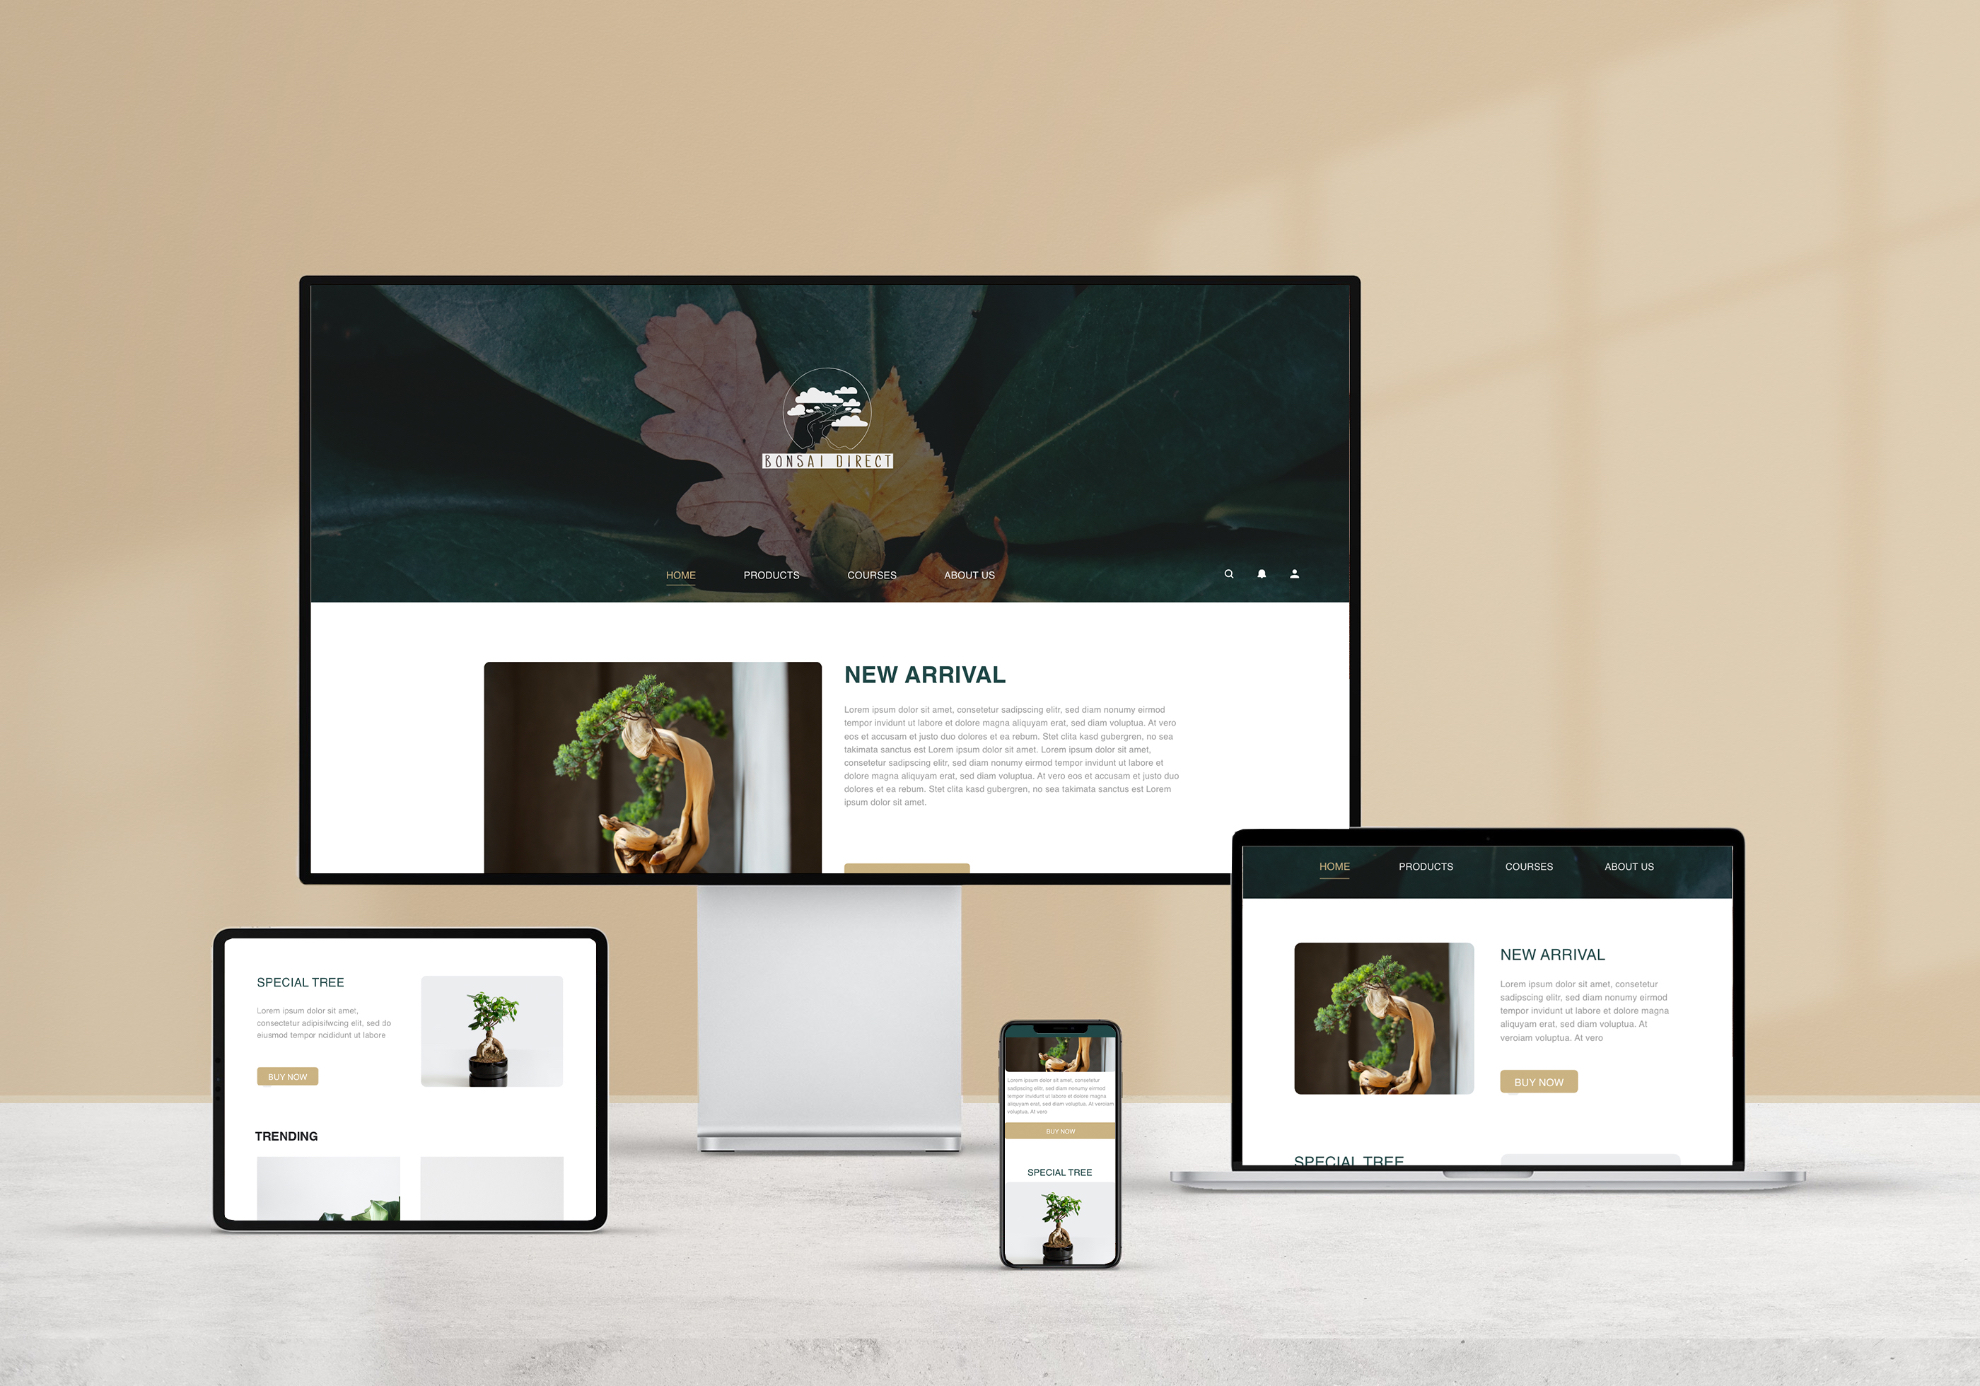 BONSAI DIRECT
HOME PRODUCTS COURSES ABOUT US
NEW ARRIVAL
Lorem ipsum dolor sit amet, consetetur sadipscing elitr, sed diam nonumy eirmod
tempor invidunt ut labore et dolore magna aliquyam erat, sed diam voluptua. At vero
eos et accusam et justo duo dolores et ea rebum. Stet clita kasd gubergren, no sea
takimata sanctus est Lorem ipsum dolor sit amet. Lorem ipsum dolor sit amet,
consetetur sadipscing elitr, sed diam nonumy eirmod tempor invidunt ut labore et
dolore magna aliquyam erat, sed diam voluptua. At vero eos et accusam et justo duo
dolores et ea rebum. Stet clita kasd gubergren, no sea takimata sanctus est Lorem
ipsum dolor sit amet.
SPECIAL TREE
Lorem ipsum dolor sit amet,
consectetur adipisifwcing elit, sed do
eiusmod tempor ncididunt ut labore
BUY NOW
TRENDING
Lorem ipsum dolor sit amet, consetetur
sadipscing elitr, sed diam nonumy eirmod
tempor invidunt ut labore et dolore magna
aliquyam erat, sed diam voluptua. At veroiam
voluptua. At vero
BUY NOW
SPECIAL TREE
HOME PRODUCTS COURSES ABOUT US
NEW ARRIVAL
Lorem ipsum dolor sit amet, consetetur
sadipscing elitr, sed diam nonumy eirmod
tempor invidunt ut labore et dolore magna
aliquyam erat, sed diam voluptua. At
veroiam voluptua. At vero
BUY NOW
SPECIAL TREE